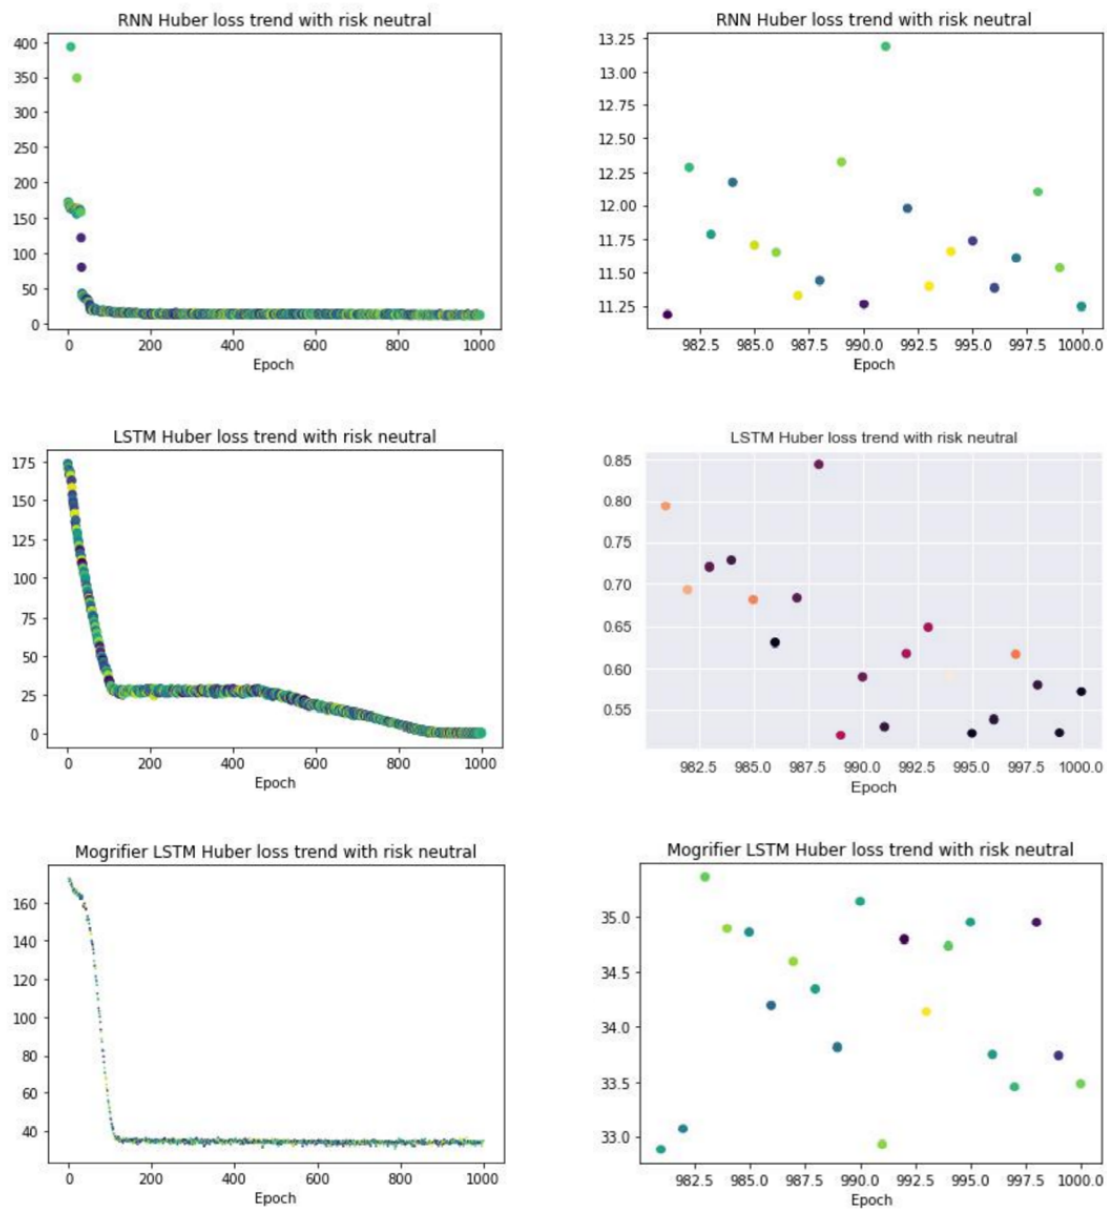 RNN Huber loss trend with risk neutral
400
350
300
250
200
150
100
50
0
0 200 400 600 800 1000
Epoch
RNN Huber loss trend with risk neutral
13.25
13.00
12.75
12.50
12.25
12.00
11.75
11.50
11.25
982.5 985.0 987.5 990.0 992.5 995.0 997.5 1000.0
Epoch
LSTM Huber loss trend with risk neutral
175
150
125
100
75
50
25
0
0 200 400 600 800 1000
Epoch
LSTM Huber loss trend with risk neutral
0.85
0.80
0.75
0.70
0.65
0.60
0.55
982.5 985.0 987.5 990.0 992.5 995.0 997.5 1000.0
Epoch
Mogrifier LSTM Huber loss trend with risk neutral
160
140
120
100
80
60
40
0 200 400 600 800 1000
Epoch
Mogrifier LSTM Huber loss trend with risk neutral
35.0
34.5
34.0
33.5
33.0
982.5 985.0 987.5 990.0 992.5 995.0 997.5 1000.0
Epoch